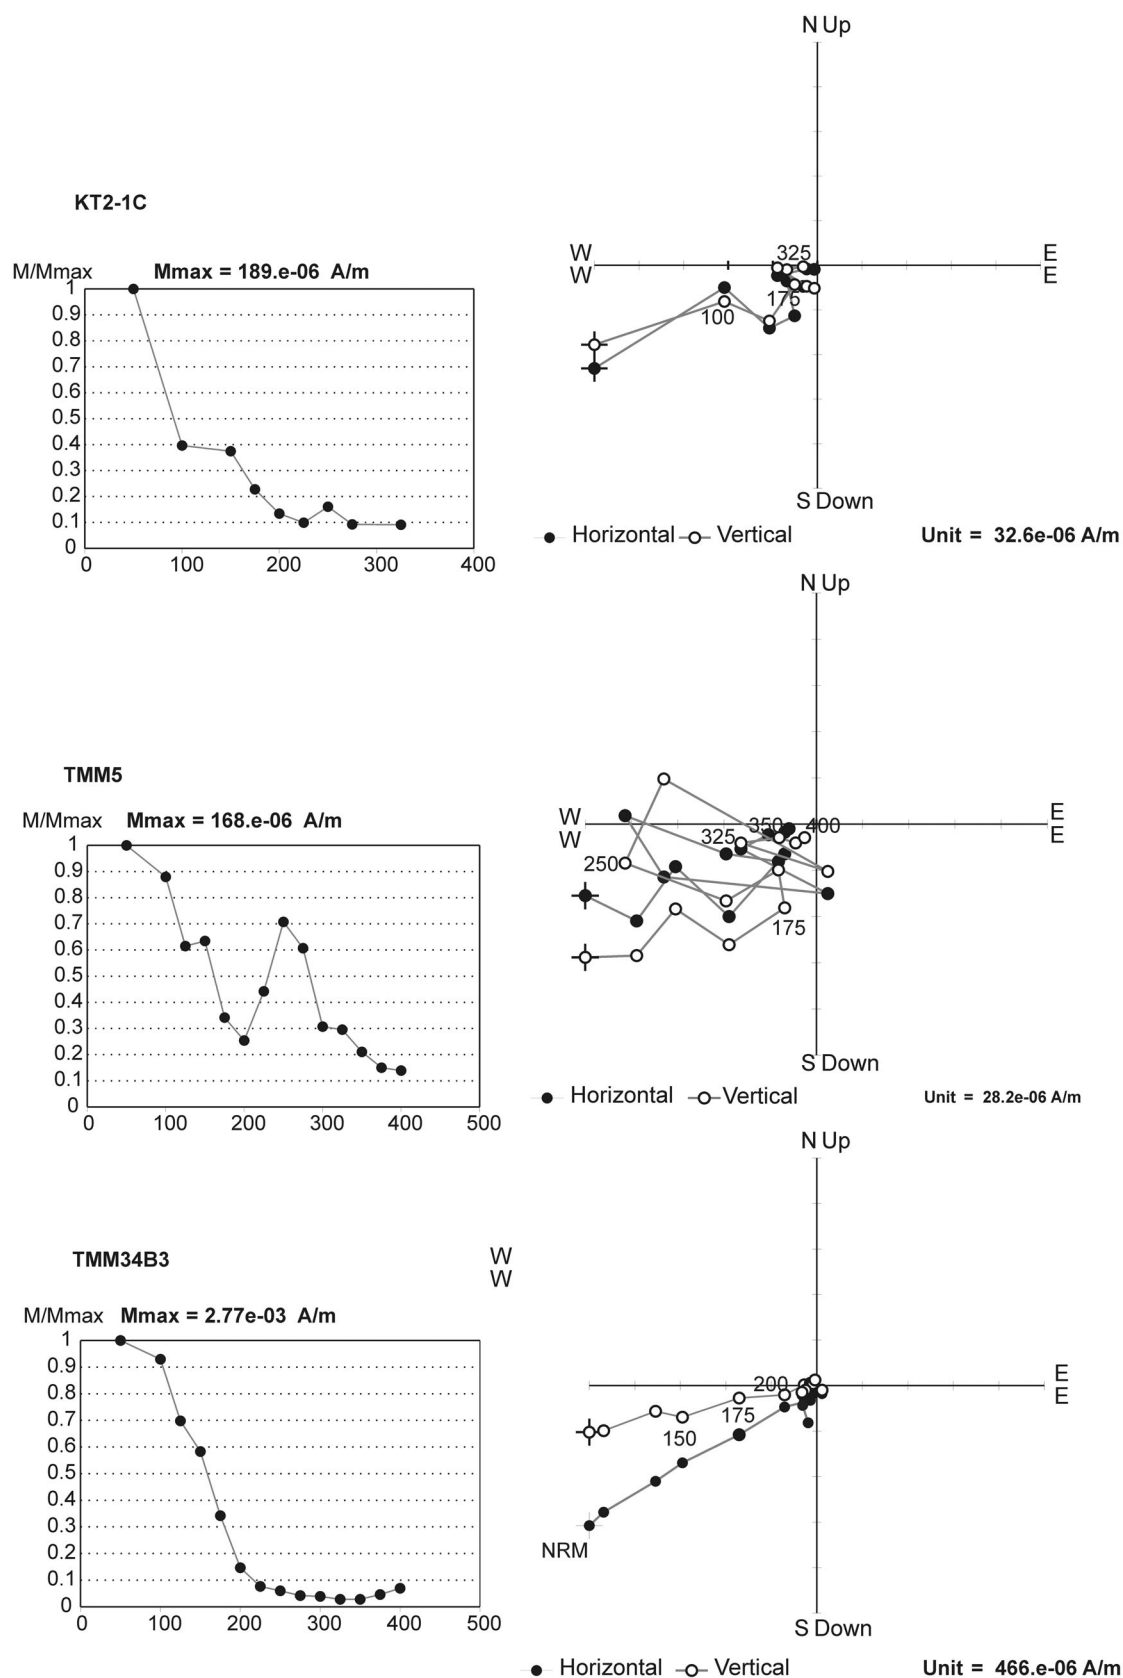 N Up
KT2-1C
M/Mmax Mmax = 189.e-06 A/m
1
0.9
0.8
0.7
0.6
0.5
0.4
0.3
0.2
0.1
0
0 100 200 300 400
W 325 E
W E
175
100
S Down
Horizontal Vertical Unit = 32.6e-06 A/m
N Up
TMM5
M/Mmax Mmax = 168.e-06 A/m
1
0.9
0.8
0.7
0.6
0.5
0.4
0.3
0.2
0.1
0
0 100 200 300 400 500
W E
W 325 350 400 E
250
175
S Down
Horizontal Vertical Unit = 28.2e-06 A/m
N Up
TMM34B3
W
W
M/Mmax Mmax = 2.77e-03 A/m
1
0.9
0.8
0.7
0.6
0.5
0.4
0.3
0.2
0.1
0
0 100 200 300 400 500
200 E
E
175
150
NRM
S Down
Horizontal Vertical Unit = 466.e-06 A/m